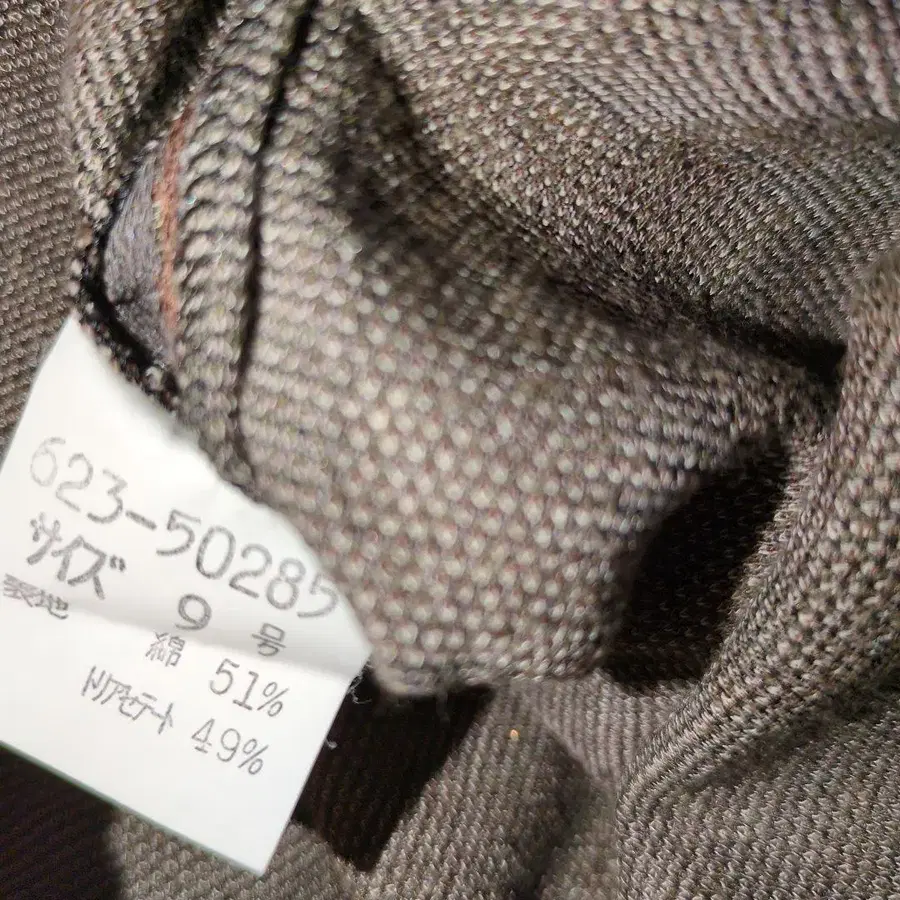 623-50285
サイズ 9 号
表地 綿 51%
トリアセテート 49%